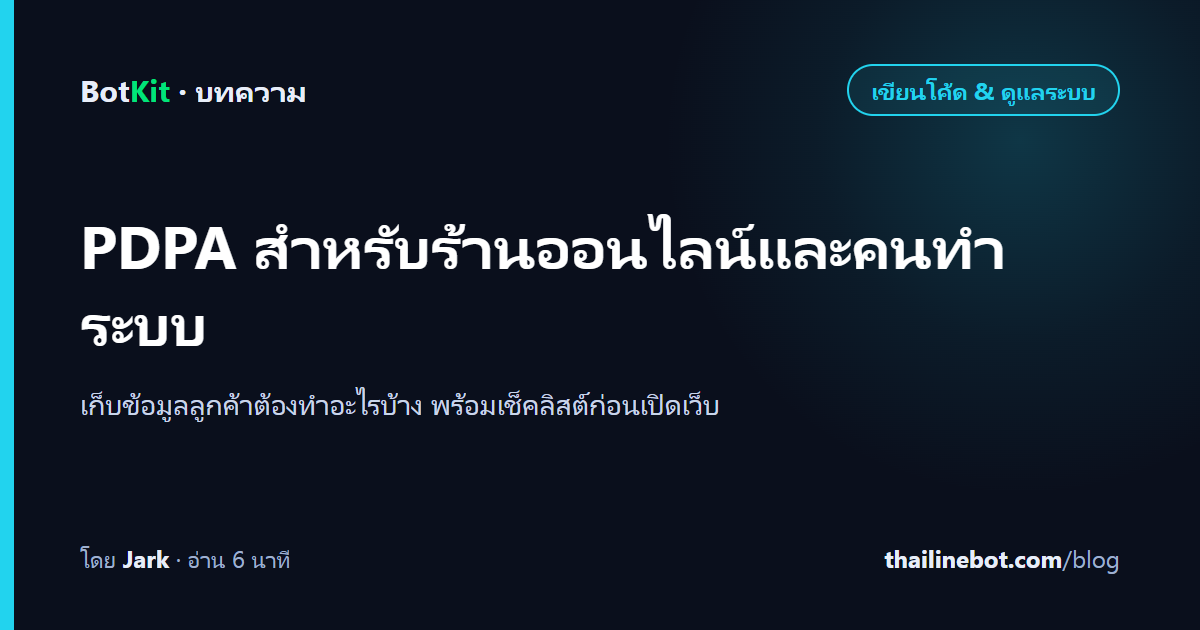 BotKit · บทความ
เขียนโค้ด & ดูแลระบบ
PDPA สำหรับร้านออนไลน์และคนทำ
ระบบ
เก็บข้อมูลลูกค้าต้องทำอะไรบ้าง พร้อมเช็คลิสต์ก่อนเปิดเว็บ
โดย Jark · อ่าน 6 นาที
thailinebot.com/blog